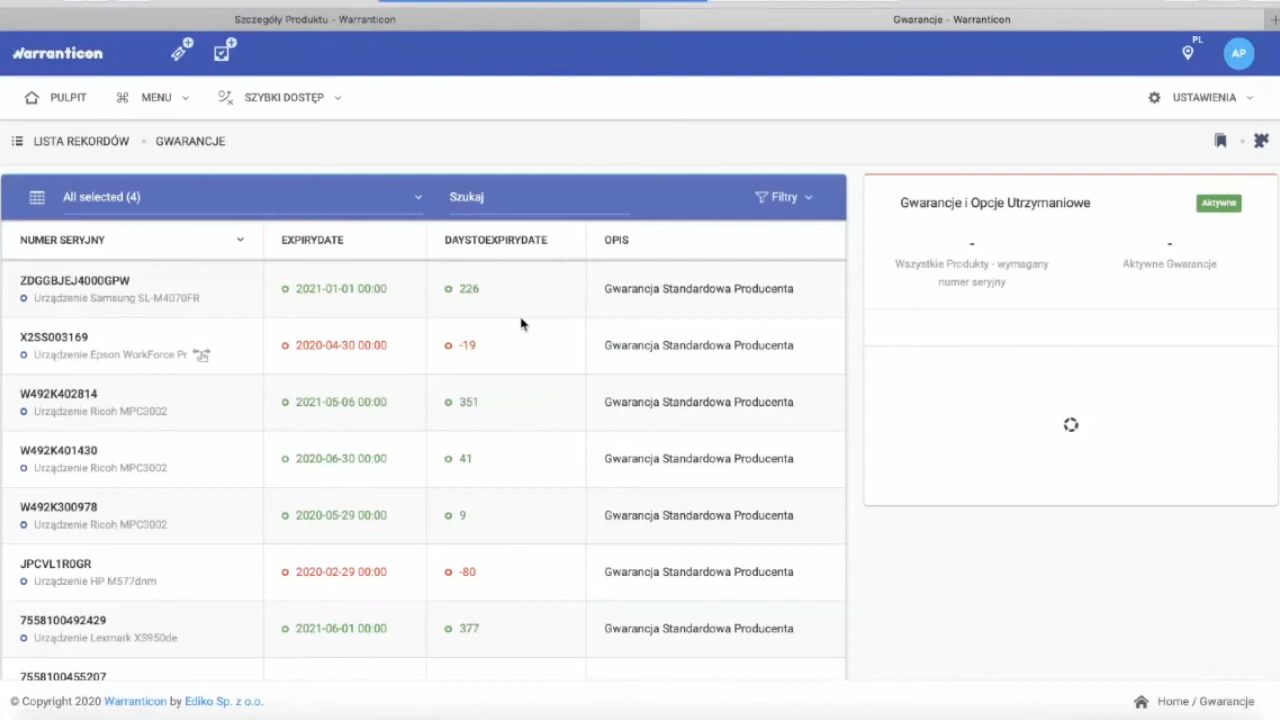 Szczegóły Produktu - Warranticon
Gwarancje - Warranticon
Warranticon
PL
AP
PULPIT
MENU
SZYBKI DOSTĘP
USTAWIENIA
LISTA REKORDÓW
GWARANCJE
All selected (4)
Szukaj
Filtry
NUMER SERYJNY
EXPIRYDATE
DAYSTOEXPIRYDATE
OPIS
ZDGGBJEJ4000GPW
Urządzenie Samsung SL-M4070FR
2021-01-01 00:00
226
Gwarancja Standardowa Producenta
X2SS003169
Urządzenie Epson WorkForce Pr
2020-04-30 00:00
-19
Gwarancja Standardowa Producenta
W492K402814
Urządzenie Ricoh MPC3002
2021-05-06 00:00
351
Gwarancja Standardowa Producenta
W492K401430
Urządzenie Ricoh MPC3002
2020-06-30 00:00
41
Gwarancja Standardowa Producenta
W492K300978
Urządzenie Ricoh MPC3002
2020-05-29 00:00
9
Gwarancja Standardowa Producenta
JPCVL1R0GR
Urządzenie HP M577dnm
2020-02-29 00:00
-80
Gwarancja Standardowa Producenta
7558100492429
Urządzenie Lexmark XS950de
2021-06-01 00:00
377
Gwarancja Standardowa Producenta
7558100455207
Gwarancje i Opcje Utrzymaniowe
Aktywne
-
Wszystkie Produkty - wymagany
numer seryjny
-
Aktywne Gwarancje
© Copyright 2020 Warranticon by Ediko Sp. z o.o.
Home / Gwarancje